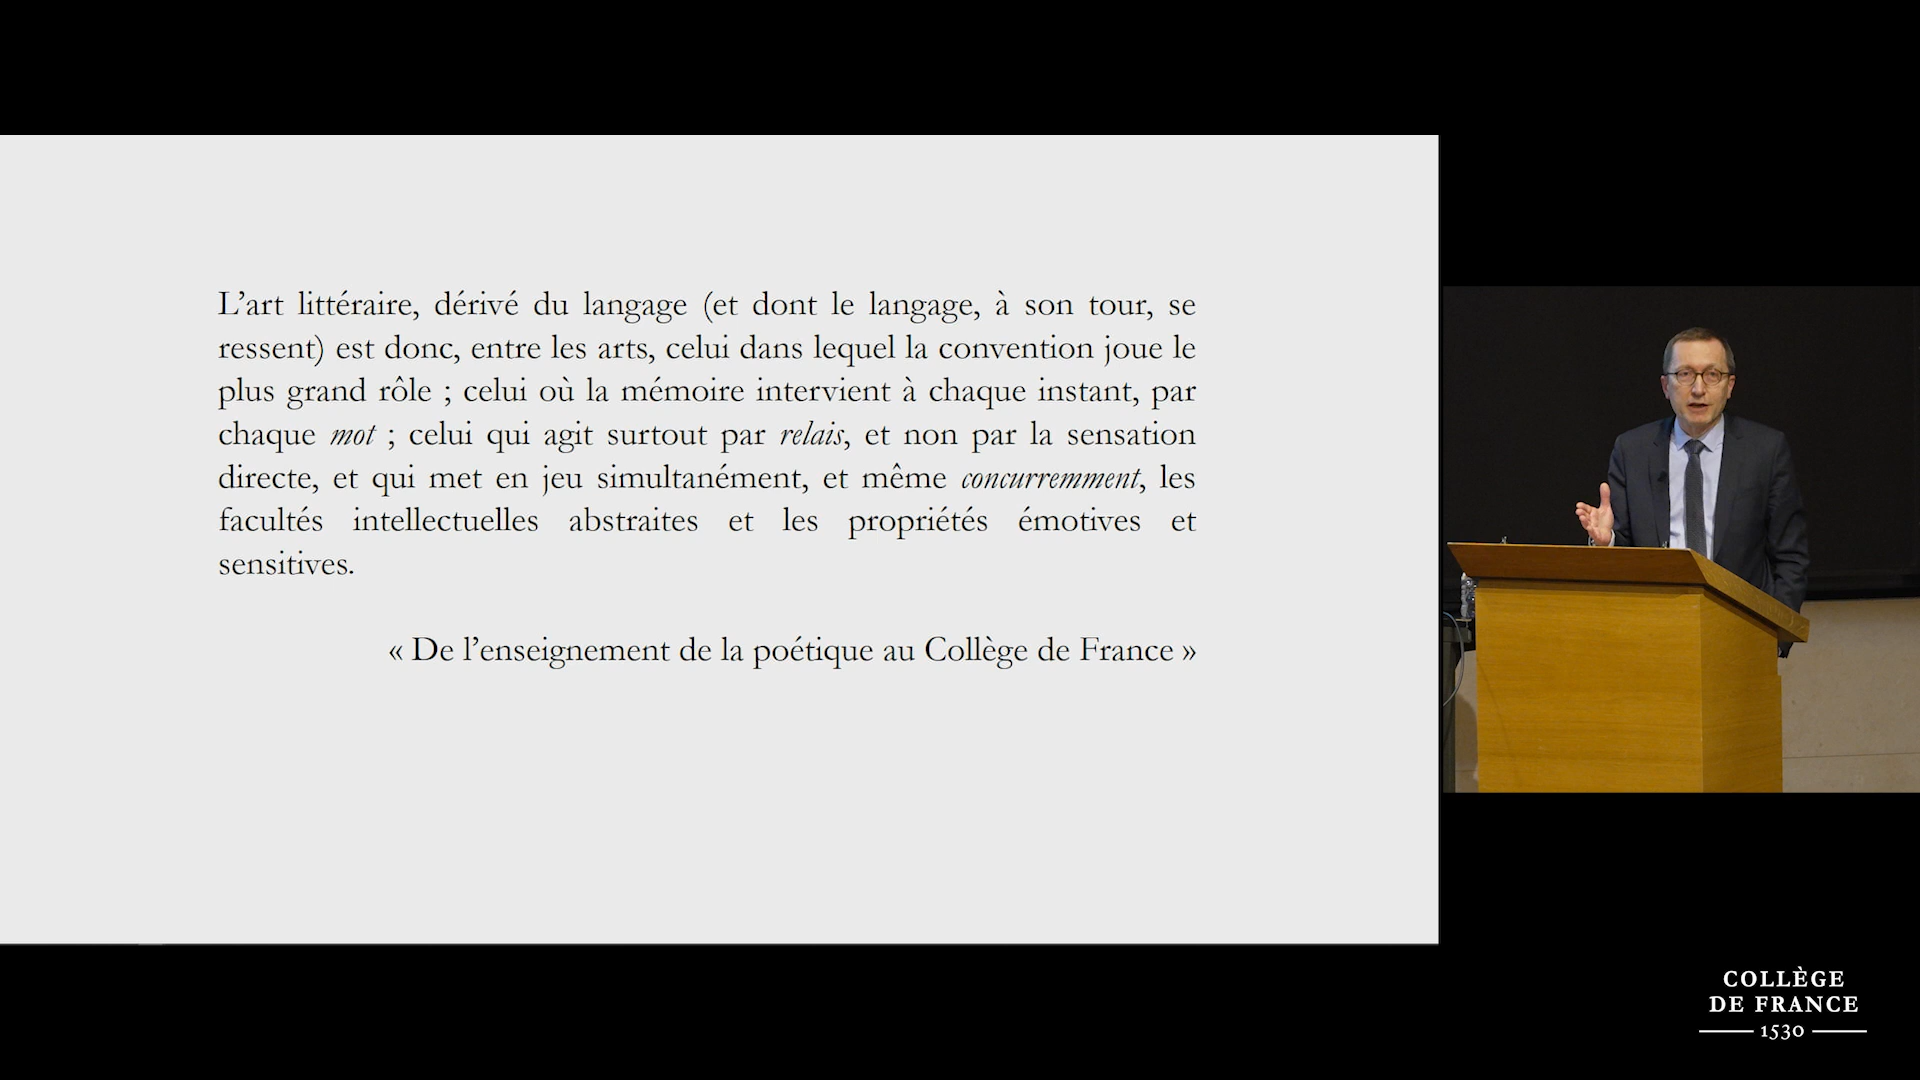 L’art littéraire, dérivé du langage (et dont le langage, à son tour, se
ressent) est donc, entre les arts, celui dans lequel la convention joue le
plus grand rôle ; celui où la mémoire intervient à chaque instant, par
chaque mot ; celui qui agit surtout par relais, et non par la sensation
directe, et qui met en jeu simultanément, et même concurremment, les
facultés intellectuelles abstraites et les propriétés émotives et
sensitives.
« De l’enseignement de la poétique au Collège de France »
COLLÈGE
DE FRANCE
1530